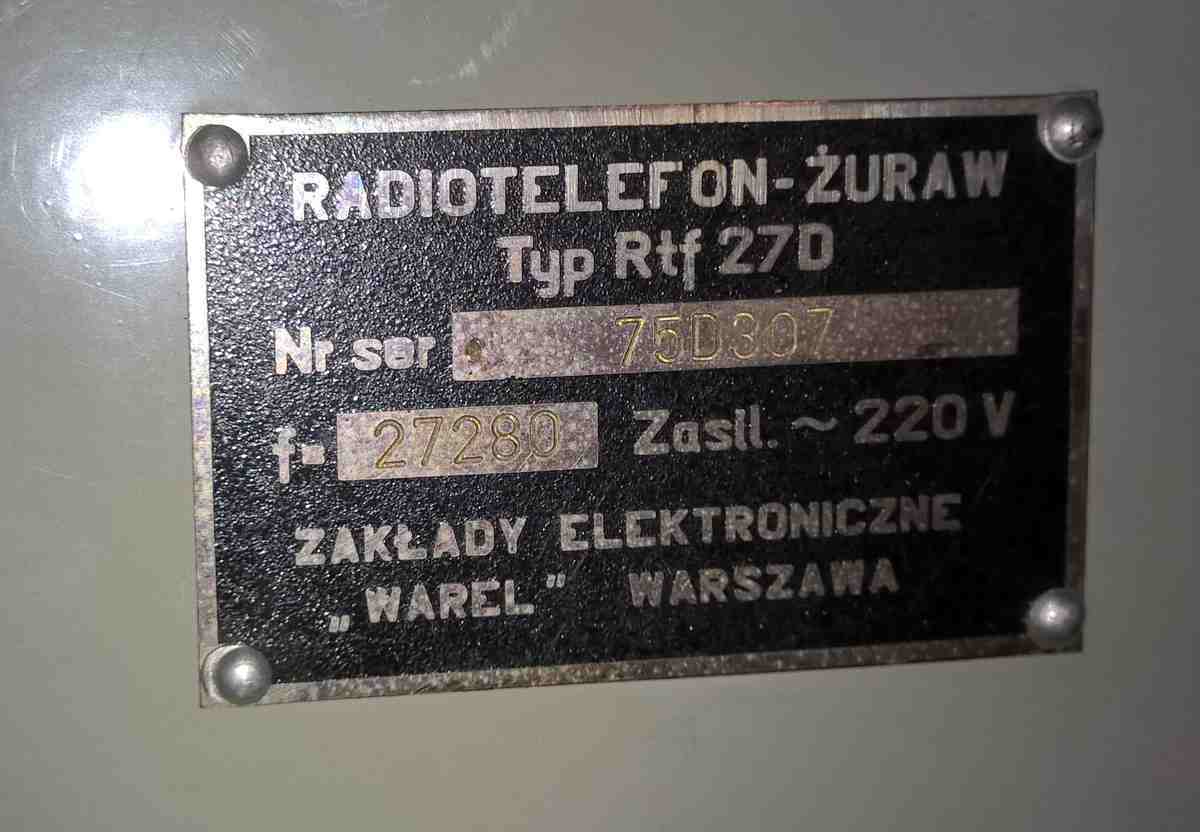 RADIOTELEFON-ŻURAW
Typ Rtf 27D
Nr ser 75D307
f= 27280 Zasil. ~ 220 V
ZAKŁADY ELEKTRONICZNE
„WAREL” WARSZAWA